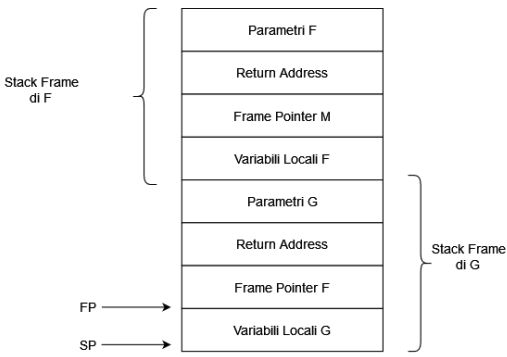 Parametri F
Return Address
Stack Frame
di F
Frame Pointer M
Variabili Locali F
Parametri G
Return Address
Stack Frame
di G
Frame Pointer F
FP
Variabili Locali G
SP